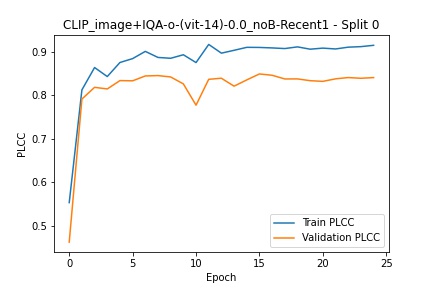 CLIP_image+IQA-o-(vit-14)-0.0_noB-Recent1 - Split 0
PLCC
0.9
0.8
0.7
0.6
0.5
Train PLCC
Validation PLCC
0 5 10 15 20 25
Epoch